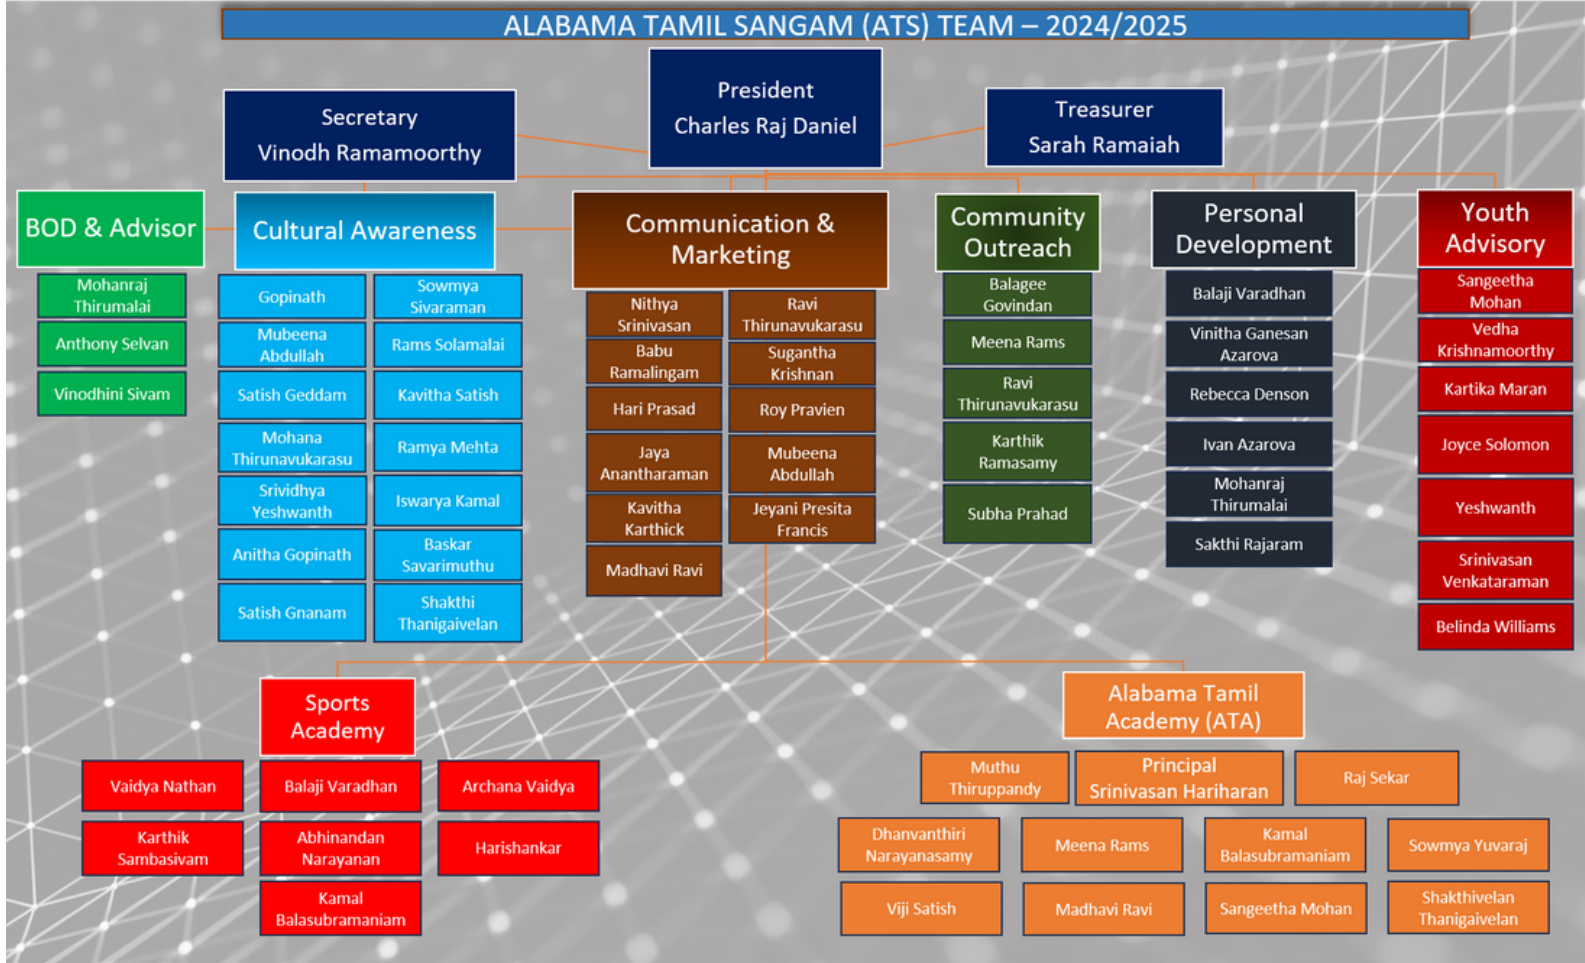 ALABAMA TAMIL SANGAM (ATS) TEAM – 2024/2025
President
Charles Raj Daniel
Secretary
Vinodh Ramamoorthy
Treasurer
Sarah Ramaiah
BOD & Advisor
Mohanraj
Thirumalai
Anthony Selvan
Vinodhini Sivam
Cultural Awareness
Gopinath
Sowmya
Sivaraman
Mubeena
Abdullah
Rams Solamalai
Satish Geddam
Kavitha Satish
Mohana
Thirunavukarasu
Ramya Mehta
Srividhya
Yeshwanth
Iswarya Kamal
Anitha Gopinath
Baskar
Savarimuthu
Satish Gnanam
Shakthi
Thanigaivelan
Communication &
Marketing
Nithya
Srinivasan
Ravi
Thirunavukarasu
Babu
Ramalingam
Sugantha
Krishnan
Hari Prasad
Roy Pravien
Jaya
Anantharaman
Mubeena
Abdullah
Kavitha
Karthick
Jeyani Presita
Francis
Madhavi Ravi
Community
Outreach
Balagee
Govindan
Meena Rams
Ravi
Thirunavukarasu
Karthik
Ramasamy
Subha Prahad
Personal
Development
Balaji Varadhan
Vinitha Ganesan
Azarova
Rebecca Denson
Ivan Azarova
Mohanraj
Thirumalai
Sakthi Rajaram
Youth
Advisory
Sangeetha
Mohan
Vedha
Krishnamoorthy
Kartika Maran
Joyce Solomon
Yeshwanth
Srinivasan
Venkataraman
Belinda Williams
Sports
Academy
Vaidya Nathan
Balaji Varadhan
Archana Vaidya
Karthik
Sambasivam
Abhinandan
Narayanan
Harishankar
Kamal
Balasubramaniam
Alabama Tamil
Academy (ATA)
Muthu
Thiruppandy
Principal
Srinivasan Hariharan
Raj Sekar
Dhanvanthiri
Narayanasamy
Meena Rams
Kamal
Balasubramaniam
Sowmya Yuvaraj
Viji Satish
Madhavi Ravi
Sangeetha Mohan
Shakthivelan
Thanigaivelan